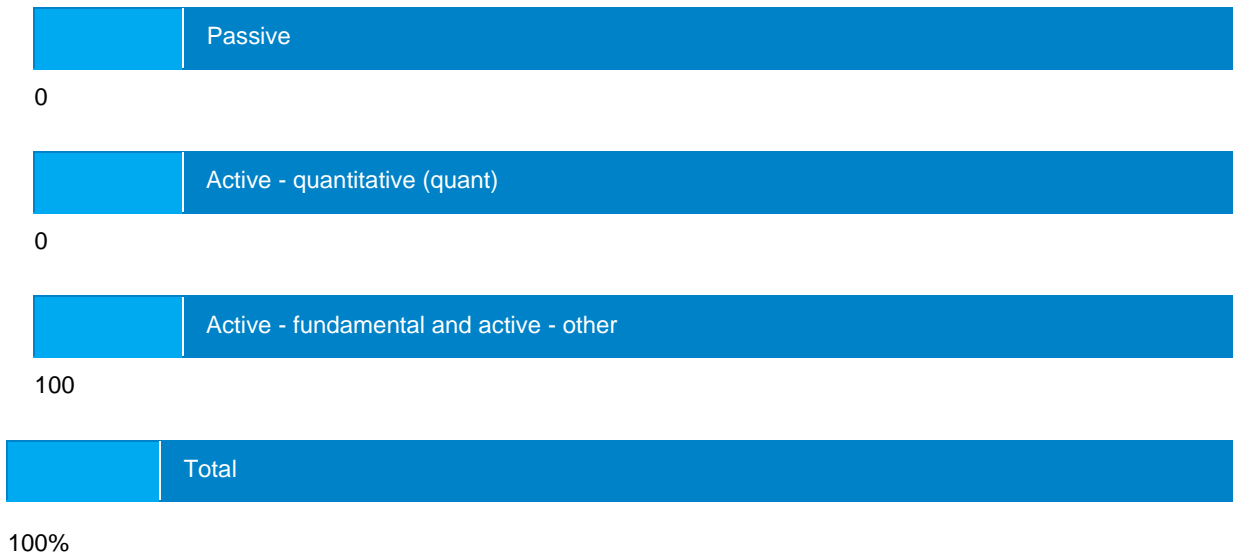 Passive
0
Active - quantitative (quant)
0
Active - fundamental and active - other
100
Total
100%